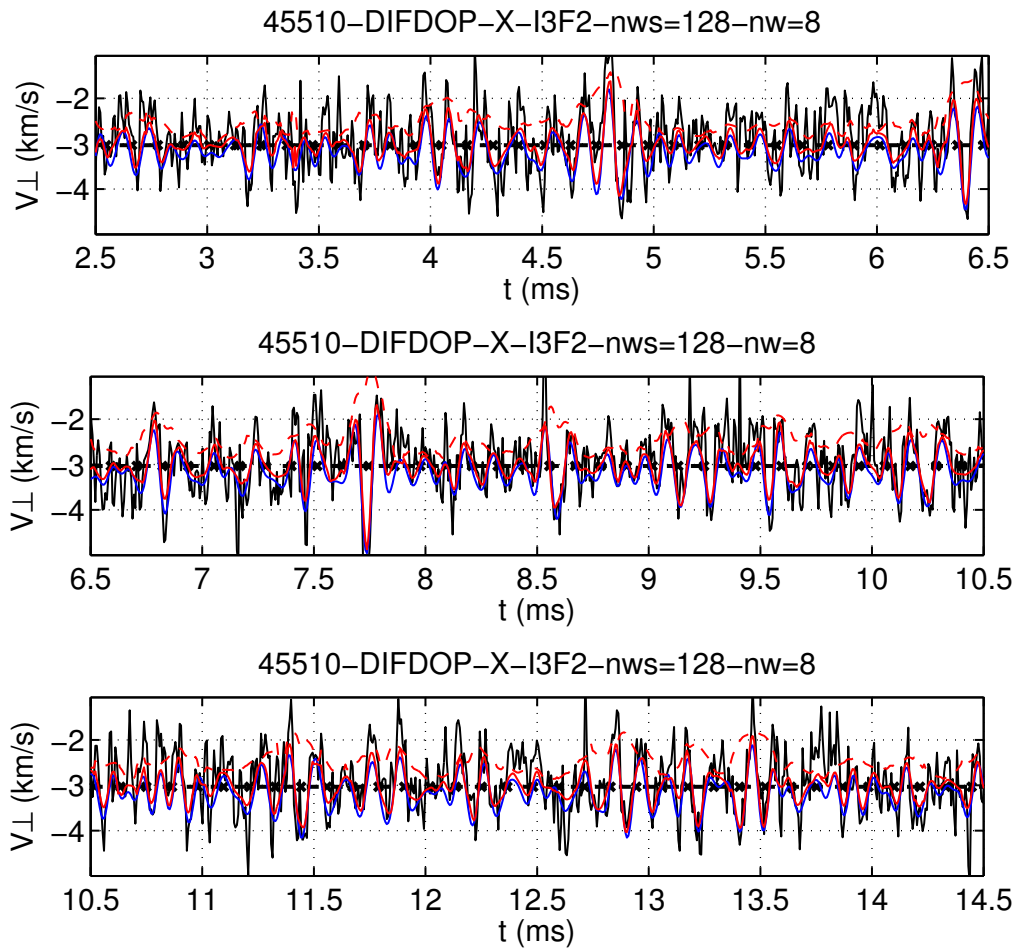 45510−DIFDOP−X−I3F2−nws=128−nw=8
V⊥ (km/s)
−2
−3
−4
2.5 3 3.5 4 4.5 5 5.5 6 6.5
t (ms)
45510−DIFDOP−X−I3F2−nws=128−nw=8
V⊥ (km/s)
−2
−3
−4
6.5 7 7.5 8 8.5 9 9.5 10 10.5
t (ms)
45510−DIFDOP−X−I3F2−nws=128−nw=8
V⊥ (km/s)
−2
−3
−4
10.5 11 11.5 12 12.5 13 13.5 14 14.5
t (ms)